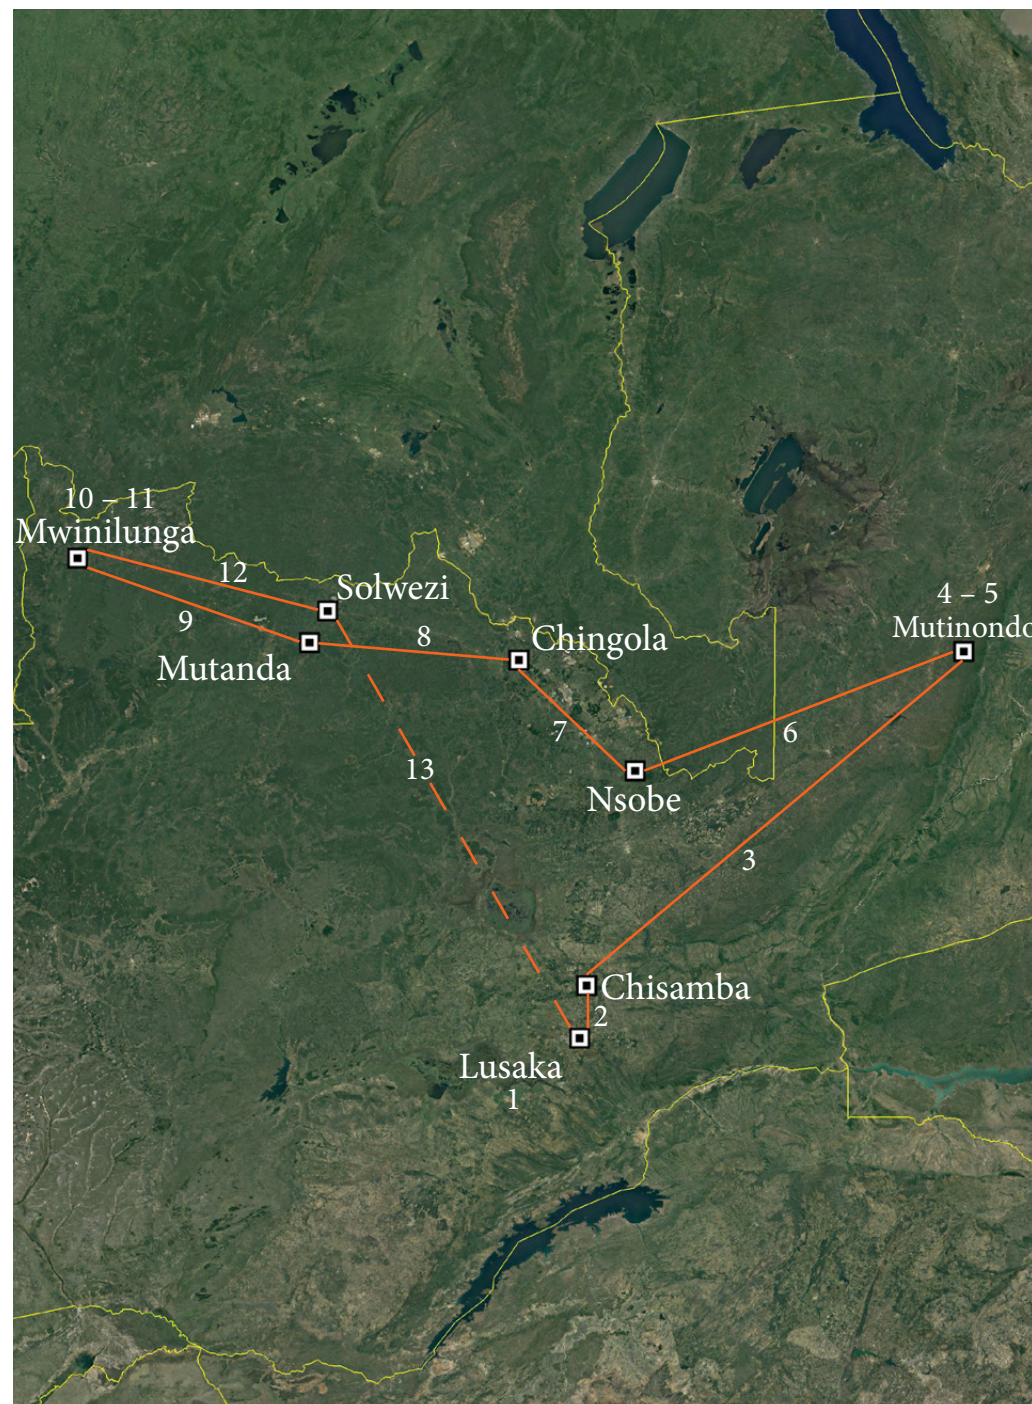 10 – 11
Mwinilunga
12
Solwezi
9
8
Mutanda
Chingola
4 – 5
Mutinondo
7
6
13
Nsobe
3
Chisamba
2
Lusaka
1